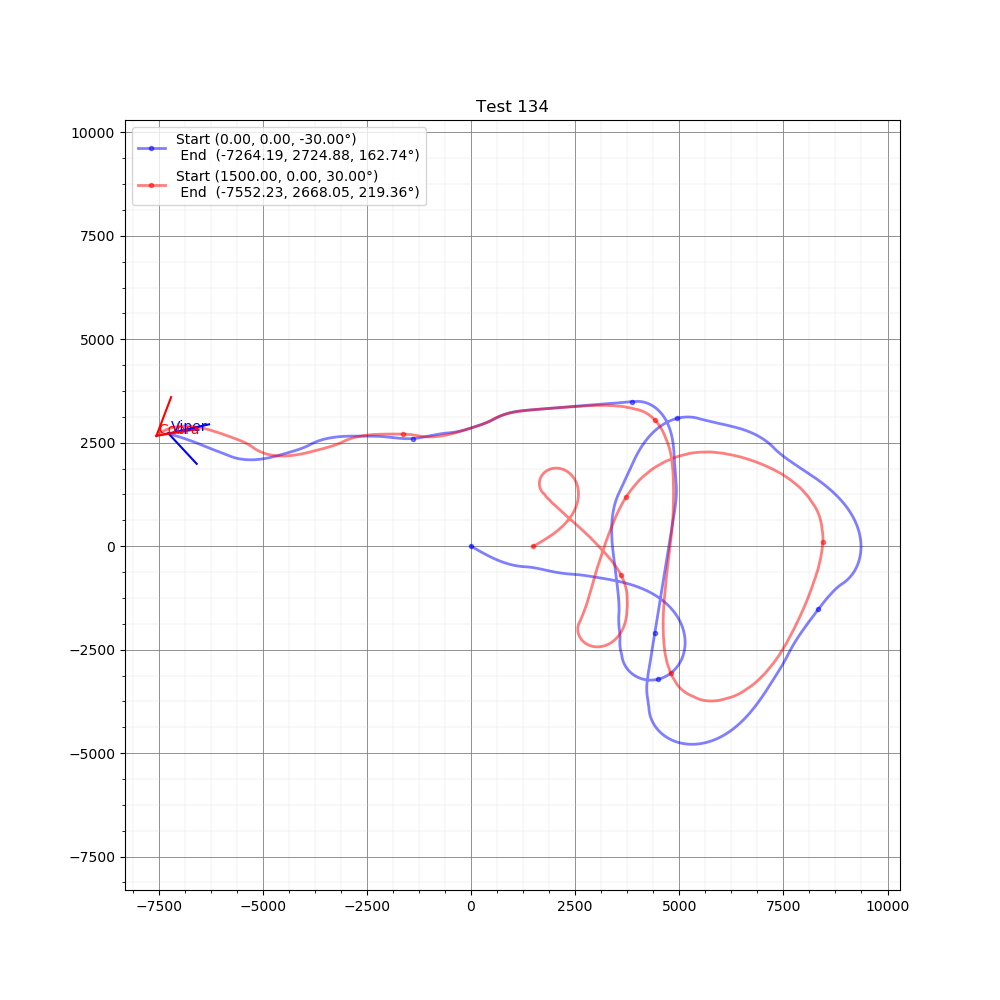 Test 134
Start (0.00, 0.00, -30.00°)
End (-7264.19, 2724.88, 162.74°)
Start (1500.00, 0.00, 30.00°)
End (-7552.23, 2668.05, 219.36°)
10000
7500
5000
2500
0
−2500
−5000
−7500
Viper
−7500 −5000 −2500 0 2500 5000 7500 10000